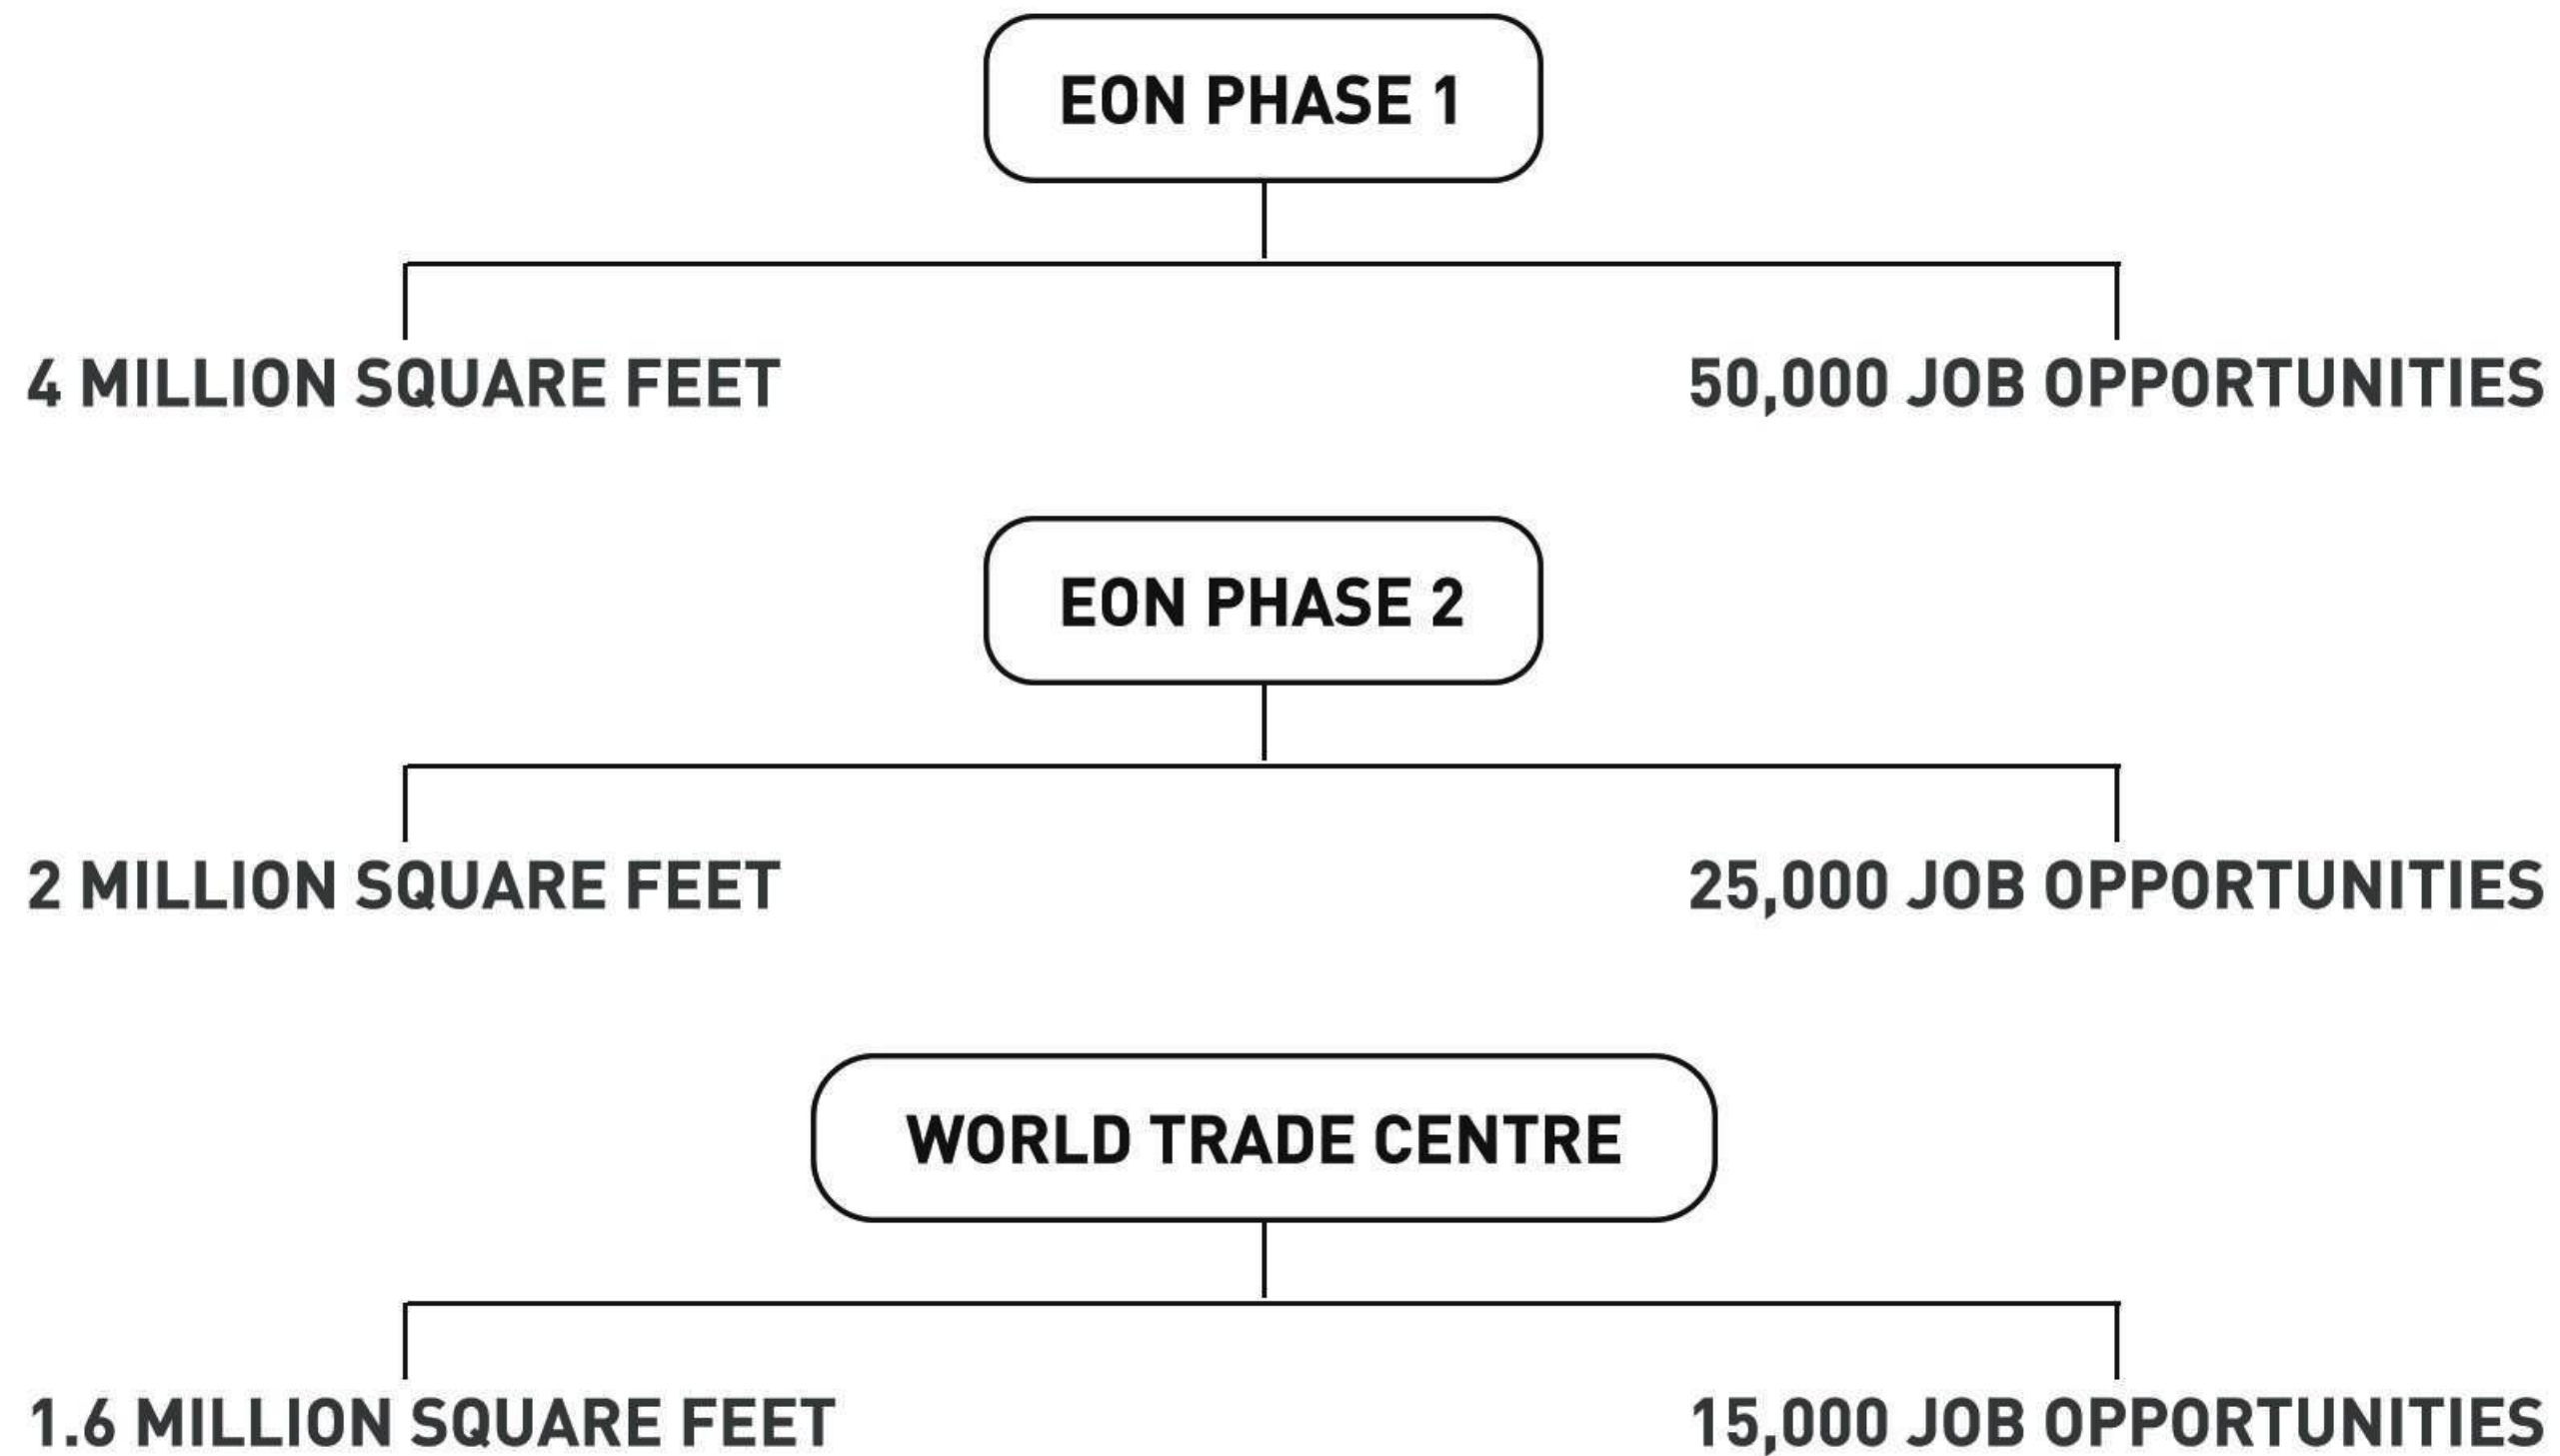 EON PHASE 1
4 MILLION SQUARE FEET
50,000 JOB OPPORTUNITIES
EON PHASE 2
2 MILLION SQUARE FEET
25,000 JOB OPPORTUNITIES
WORLD TRADE CENTRE
1.6 MILLION SQUARE FEET
15,000 JOB OPPORTUNITIES